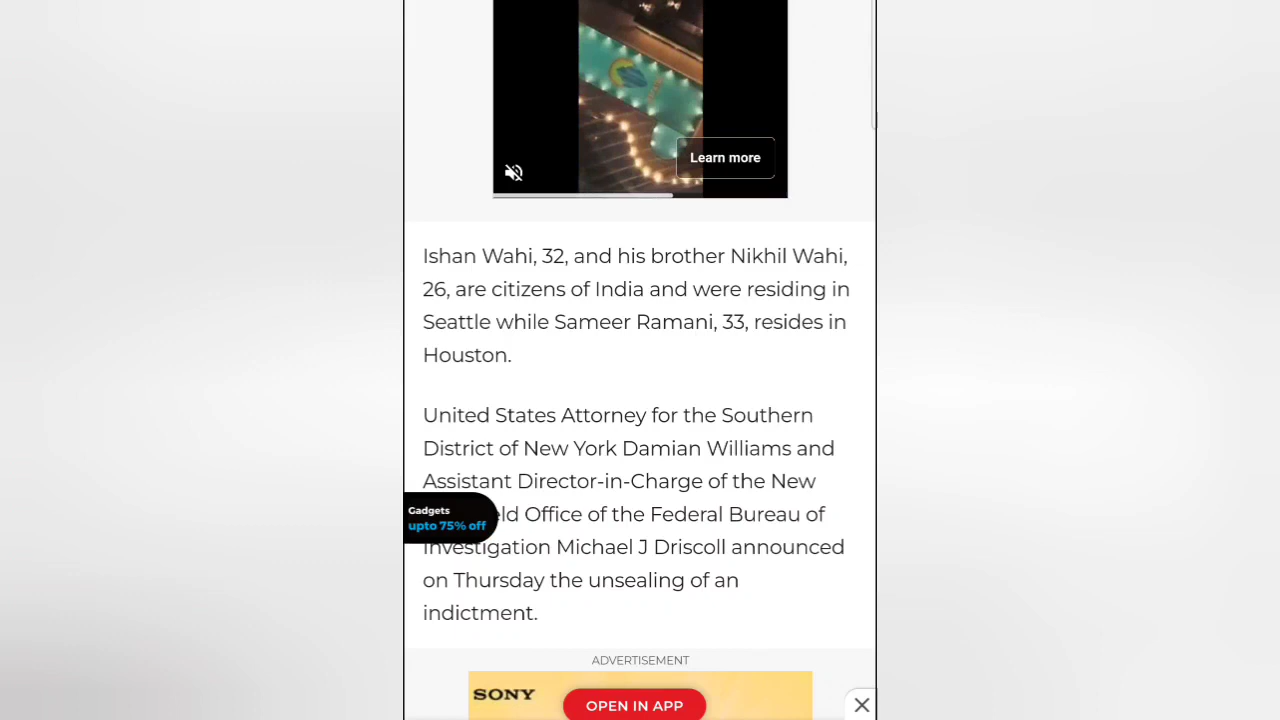 Learn more
Ishan Wahi, 32, and his brother Nikhil Wahi,
26, are citizens of India and were residing in
Seattle while Sameer Ramani, 33, resides in
Houston.
United States Attorney for the Southern
District of New York Damian Williams and
Assistant Director-in-Charge of the New
Gadgets
upto 75% off
eld Office of the Federal Bureau of
Investigation Michael J Driscoll announced
on Thursday the unsealing of an
indictment.
ADVERTISEMENT
SONY
OPEN IN APP